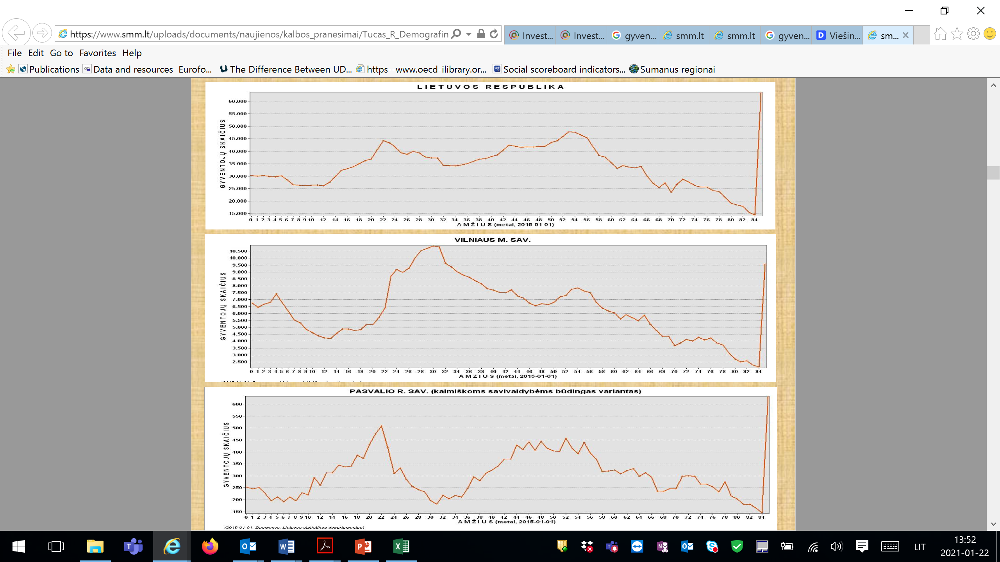 https://www.smm.lt/uploads/documents/naujienos/kalbos_pranesimai/Tucas_R_Demografin
Invest... Invest... gyven... smm.lt smm.lt gyven... Viešin... sm...
File Edit Go to Favorites Help
Publications Data and resources Eurofo... The Difference Between UD... https--www.oecd-ilibrary.or... Social scoreboard indicators... Sumanūs regionai
LIETUVOS RESPUBLIKA
GYVENTOJŲ SKAIČIUS
60.000
55.000
50.000
45.000
40.000
35.000
30.000
25.000
20.000
15.000
0 1 2 3 4 5 6 7 8 9 10 12 14 16 18 20 22 24 26 28 30 32 34 36 38 40 42 44 46 48 50 52 54 56 58 60 62 64 66 68 70 72 74 76 78 80 82 84
AMŽIUS (metai, 2015-01-01)
VILNIAUS M. SAV.
GYVENTOJŲ SKAIČIUS
10.500
10.000
9.500
9.000
8.500
8.000
7.500
7.000
6.500
6.000
5.500
5.000
4.500
4.000
3.500
3.000
2.500
0 1 2 3 4 5 6 7 8 9 10 12 14 16 18 20 22 24 26 28 30 32 34 36 38 40 42 44 46 48 50 52 54 56 58 60 62 64 66 68 70 72 74 76 78 80 82 84
AMŽIUS (metai, 2015-01-01)
PASVALIO R. SAV. (kaimiškoms savivaldybėms būdingas variantas)
GYVENTOJŲ SKAIČIUS
600
550
500
450
400
350
300
250
200
150
0 1 2 3 4 5 6 7 8 9 10 12 14 16 18 20 22 24 26 28 30 32 34 36 38 40 42 44 46 48 50 52 54 56 58 60 62 64 66 68 70 72 74 76 78 80 82 84
AMŽIUS (metai, 2015-01-01)
(2015-01-01; Duomenys: Lietuvos statistikos departamentas)
LIT
13:52
2021-01-22